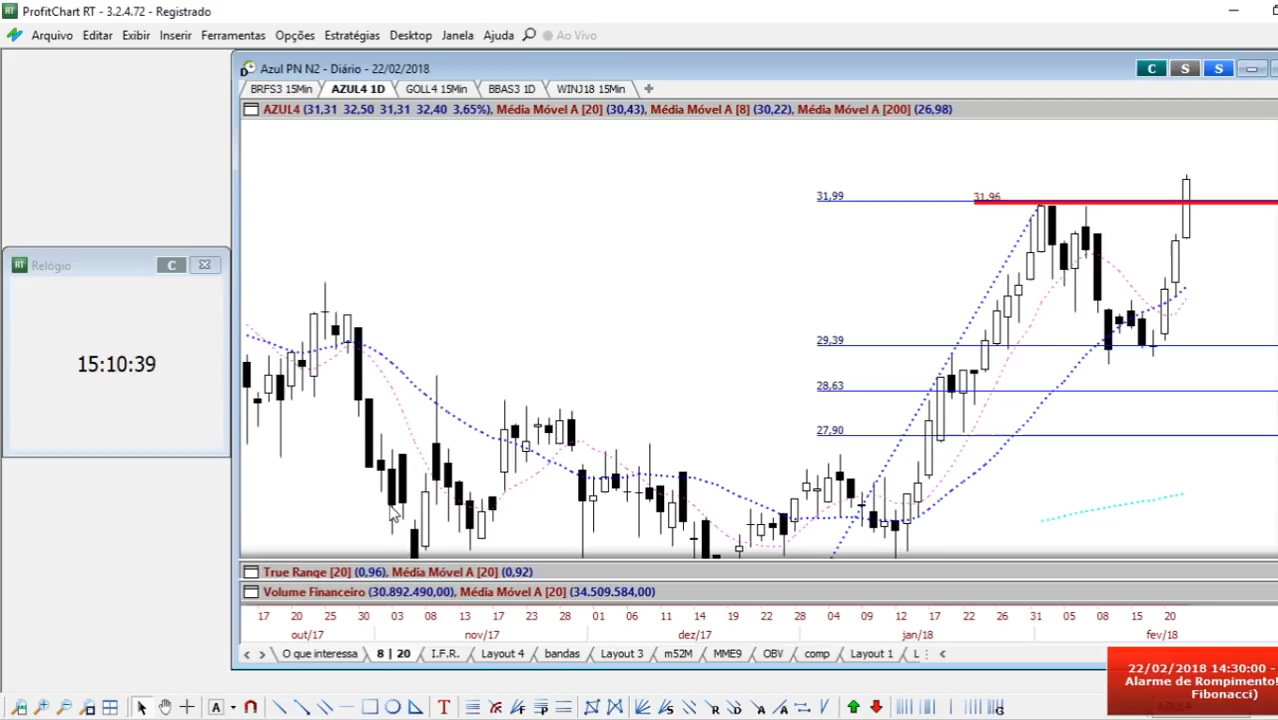 ProfitChart RT - 3.2.4.72 - Registrado
Arquivo Editar Exibir Inserir Ferramentas Opções Estratégias Desktop Janela Ajuda Ao Vivo
Azul PN N2 - Diário - 22/02/2018
C S S
BRFS3 15Min AZUL4 1D GOLL4 15Min BBAS3 1D WINJ18 15Min
AZUL4 (31,31 32,50 31,31 32,40 3,65%), Média Móvel A [20] (30,43), Média Móvel A [8] (30,22), Média Móvel A [200] (26,98)
31,99
31,96
Relógio
C
15:10:39
29,39
28,63
27,90
True Range [20] (0,96), Média Móvel A [20] (0,92)
Volume Financeiro (30.892.490,00), Média Móvel A [20] (34.509.584,00)
17 20 25 30 03 08 13 17 23 28 01 06 11 14 19 22 28 04 09 12 17 22 26 31 05 08 15 20
out/17 nov/17 dez/17 jan/18 fev/18
O que interessa 8 | 20 I.F.R. Layout 4 bandas Layout 3 m52M MME9 OBV comp Layout 1 L
22/02/2018 14:30:00 -
Alarme de Rompimento!
Fibonacci)